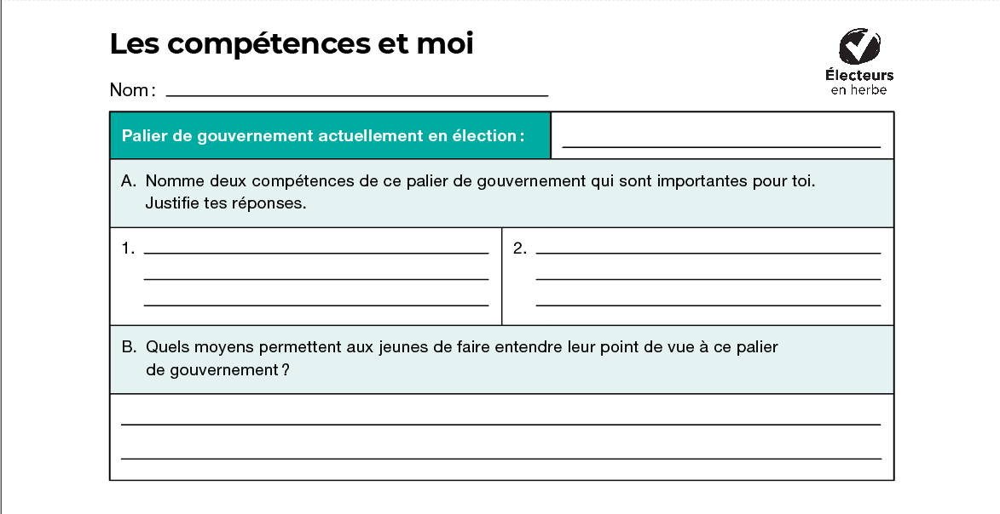 Les compétences et moi
Électeurs
en herbe
Nom :
Palier de gouvernement actuellement en élection :
A. Nomme deux compétences de ce palier de gouvernement qui sont importantes pour toi.
Justifie tes réponses.
1.
2.
B. Quels moyens permettent aux jeunes de faire entendre leur point de vue à ce palier
de gouvernement ?